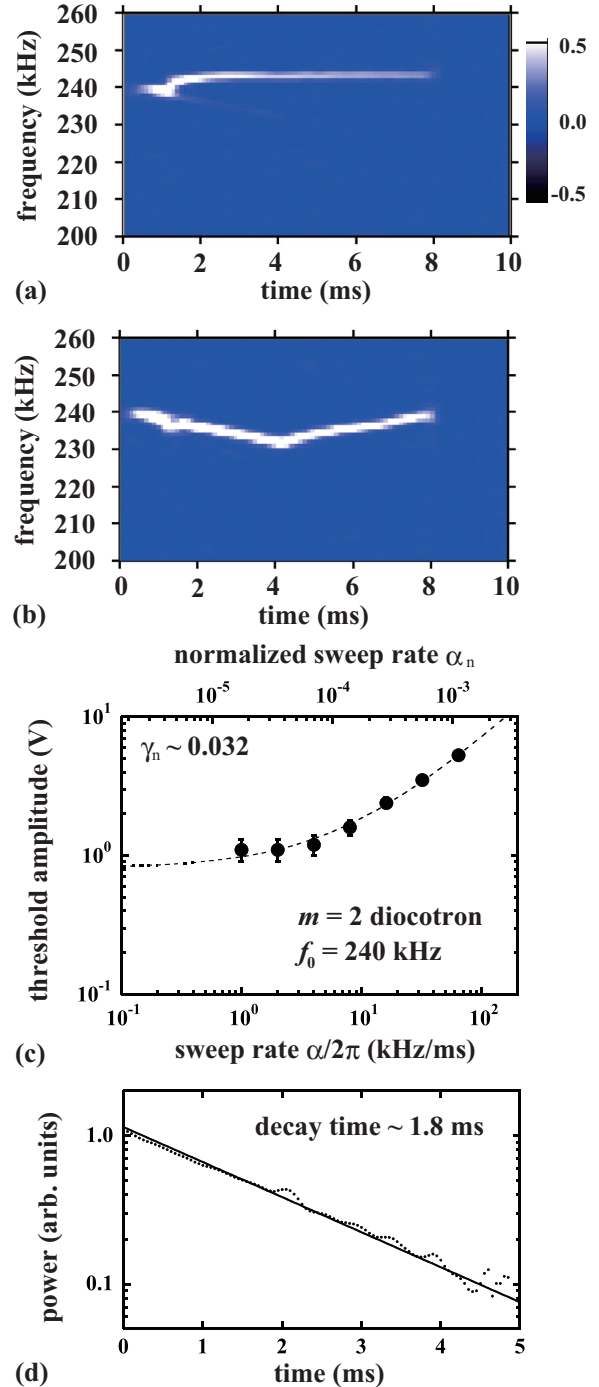 260
250
240
230
220
210
200
frequency (kHz)
0.5
0.0
-0.5
0 2 4 6 8 10
time (ms)
(a)
260
250
240
230
220
210
200
frequency (kHz)
0 2 4 6 8 10
time (ms)
(b)
normalized sweep rate αn
10-5 10-4 10-3
101
100
10-1
threshold amplitude (V)
γn ~ 0.032
m = 2 diocotron
f0 = 240 kHz
10-1 100 101 102
sweep rate α/2π (kHz/ms)
(c)
1.0
0.1
power (arb. units)
decay time ~ 1.8 ms
0 1 2 3 4 5
time (ms)
(d)